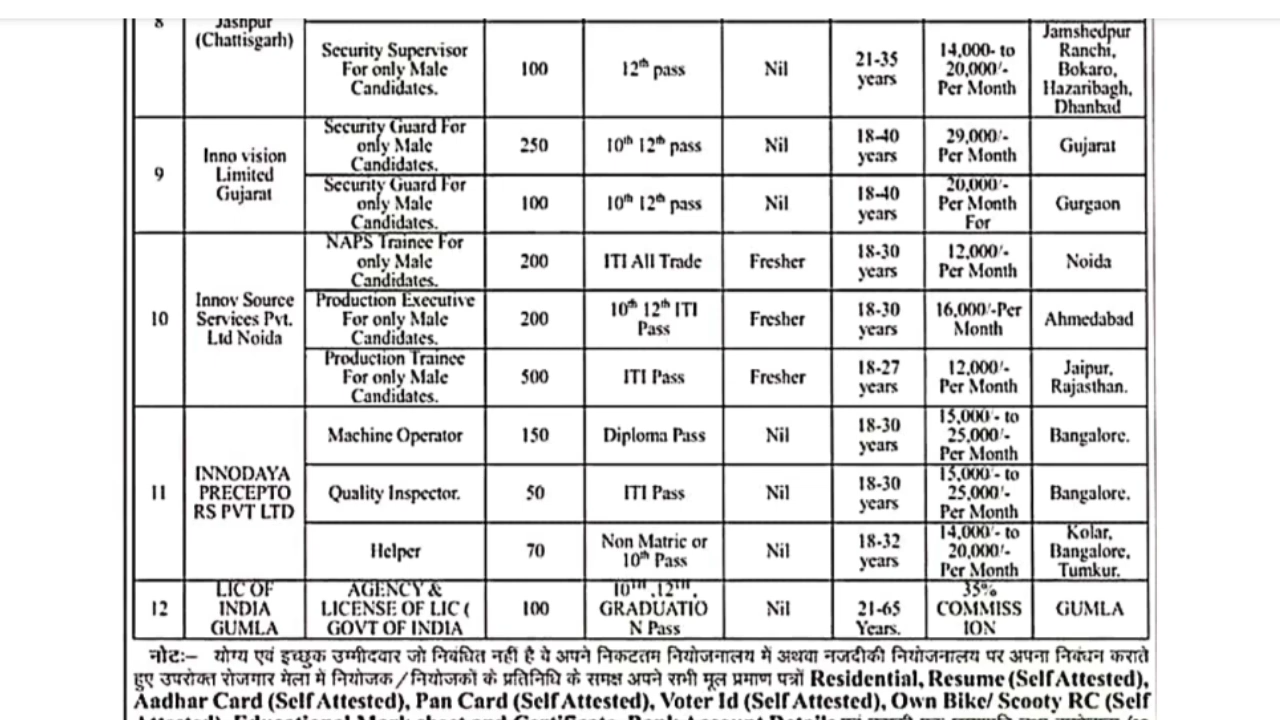 8
Jashpur
(Chattisgarh)
Security Supervisor
For only Male
Candidates.
100
12th pass
Nil
21-35
years
14,000- to
20,000/-
Per Month
Jamshedpur
Ranchi,
Bokaro,
Hazaribagh,
Dhanbad
9
Inno vision
Limited
Gujarat
Security Guard For
only Male
Candidates.
250
10th 12th pass
Nil
18-40
years
29,000/-
Per Month
Gujarat
Security Guard For
only Male
Candidates.
100
10th 12th pass
Nil
18-40
years
20,000/-
Per Month
For
Gurgaon
10
Innov Source
Services Pvt.
Ltd Noida
NAPS Trainee For
only Male
Candidates.
200
ITI All Trade
Fresher
18-30
years
12,000/-
Per Month
Noida
Production Executive
For only Male
Candidates.
200
10th 12th ITI
Pass
Fresher
18-30
years
16,000/-Per
Month
Ahmedabad
Production Trainee
For only Male
Candidates.
500
ITI Pass
Fresher
18-27
years
12,000/-
Per Month
Jaipur,
Rajasthan.
11
INNODAYA
PRECEPTO
RS PVT LTD
Machine Operator
150
Diploma Pass
Nil
18-30
years
15,000/- to
25,000/-
Per Month
Bangalore.
Quality Inspector.
50
ITI Pass
Nil
18-30
years
15,000/- to
25,000/-
Per Month
Bangalore.
Helper
70
Non Matric or
10th Pass
Nil
18-32
years
14,000/- to
20,000/-
Per Month
Kolar,
Bangalore,
Tumkur.
12
LIC OF
INDIA
GUMLA
AGENCY &
LICENSE OF LIC (
GOVT OF INDIA
100
10TH ,12TH,
GRADUATIO
N Pass
Nil
21-65
Years.
35%
COMMISS
ION
GUMLA
नोटः– योग्य एवं इच्छुक उम्मीदवार जो निबंधित नहीं है वे अपने निकटतम नियोजनालय में अथवा नजदीकी नियोजनालय पर अपना निबंधन कराते
हुए उपरोक्त रोजगार मेला मे नियोजक/नियोजकों के प्रतिनिधि के समक्ष अपने सभी मूल प्रमाण पत्रों Residential, Resume (Self Attested),
Aadhar Card (Self Attested), Pan Card (Self Attested), Voter Id (Self Attested), Own Bike/ Scooty RC (Self